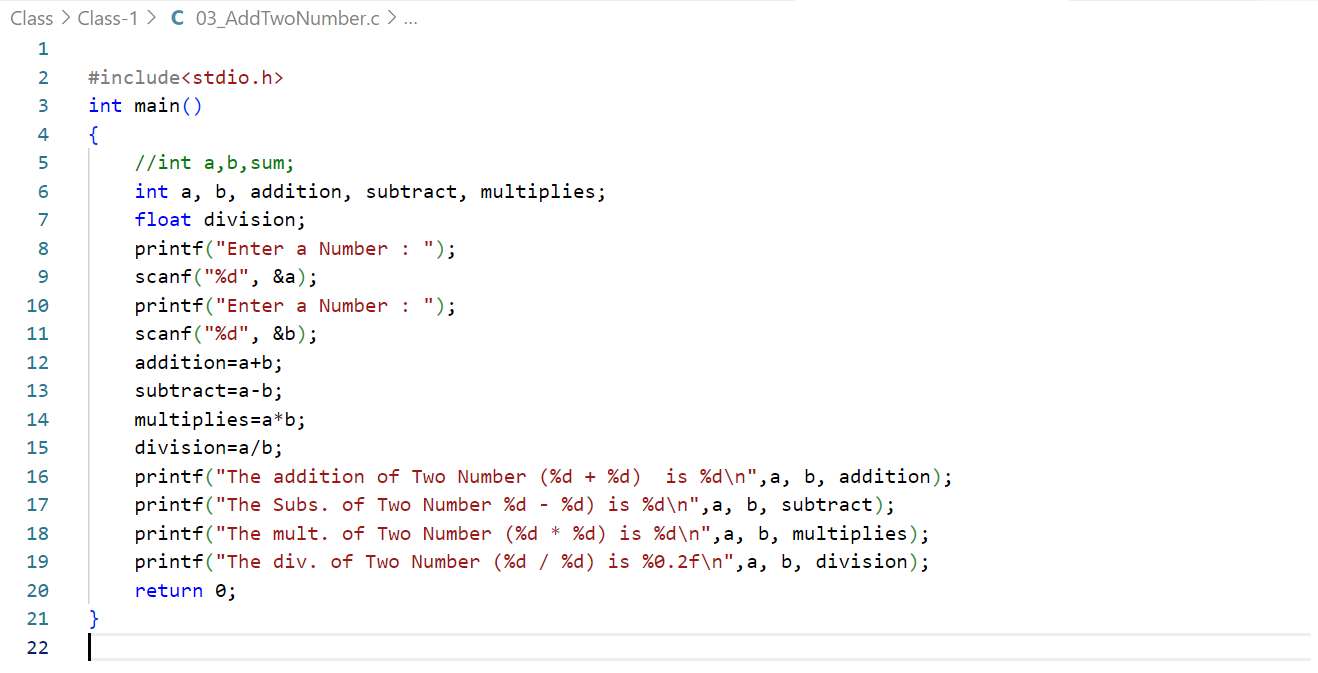 Class > Class-1 > C 03_AddTwoNumber.c > ...
1
2 #include<stdio.h>
3 int main()
4 {
5     //int a,b,sum;
6     int a, b, addition, subtract, multiplies;
7     float division;
8     printf("Enter a Number : ");
9     scanf("%d", &a);
10     printf("Enter a Number : ");
11     scanf("%d", &b);
12     addition=a+b;
13     subtract=a-b;
14     multiplies=a*b;
15     division=a/b;
16     printf("The addition of Two Number (%d + %d)  is %d\n",a, b, addition);
17     printf("The Subs. of Two Number %d - %d) is %d\n",a, b, subtract);
18     printf("The mult. of Two Number (%d * %d) is %d\n",a, b, multiplies);
19     printf("The div. of Two Number (%d / %d) is %0.2f\n",a, b, division);
20     return 0;
21 }
22